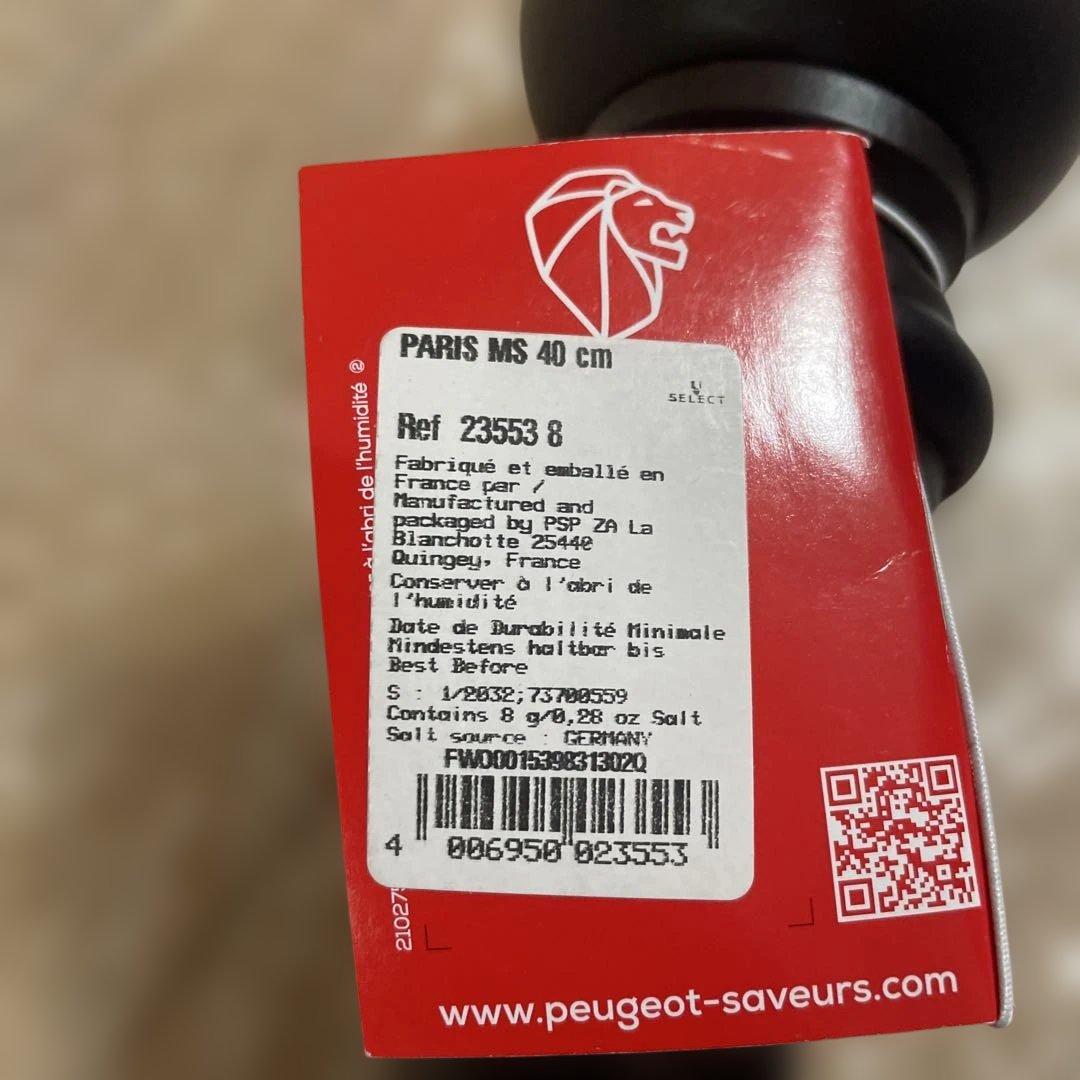 PARIS MS 40 cm
U
SELECT
Ref 23553 8
Fabriqué et emballé en
France par /
Manufactured and
packaged by PSP ZA La
Blanchotte 25440
Quingey, France
Conserver à l'abri de
l'humidité
Date de Durabilité Minimale
Mindestens haltbar bis
Best Before
S : 1/2032;73700559
Contains 8 g/0,28 oz Salt
Salt source : GERMANY
FWO001539831302Q
4 006950 023553
à l'abri de l'humidité
21027
www.peugeot-saveurs.com